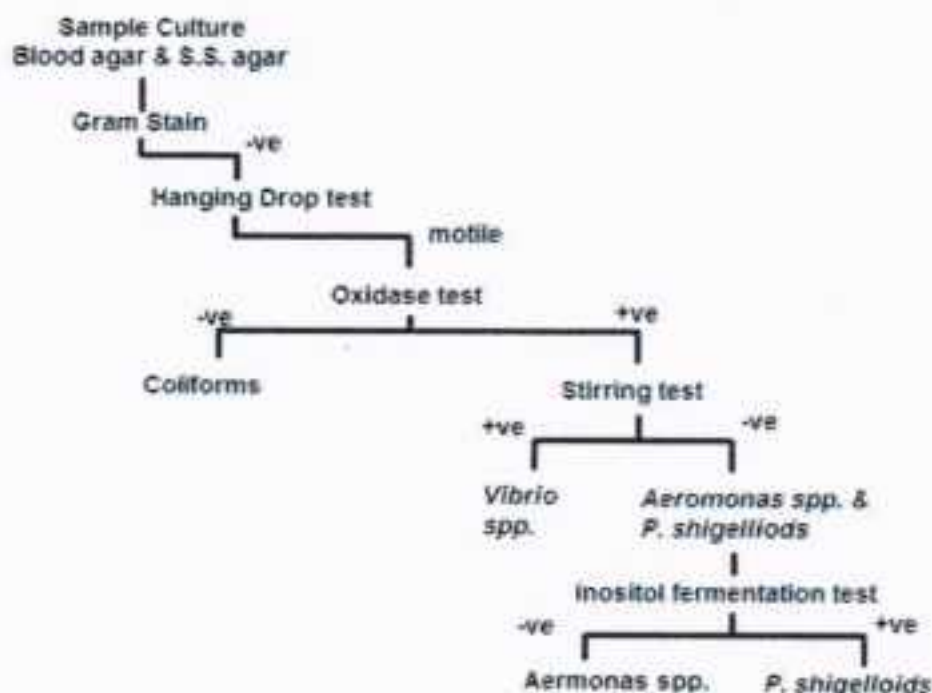 Sample Culture
Blood agar & S.S. agar
Gram Stain
-ve
Hanging Drop test
motile
Oxidase test
-ve
+ve
Coliforms
Stirring test
+ve
-ve
Vibrio
spp.
Aeromonas spp. &
P. shigelliods
Inositol fermentation test
-ve
+ve
Aermonas spp.
P. shigelloids